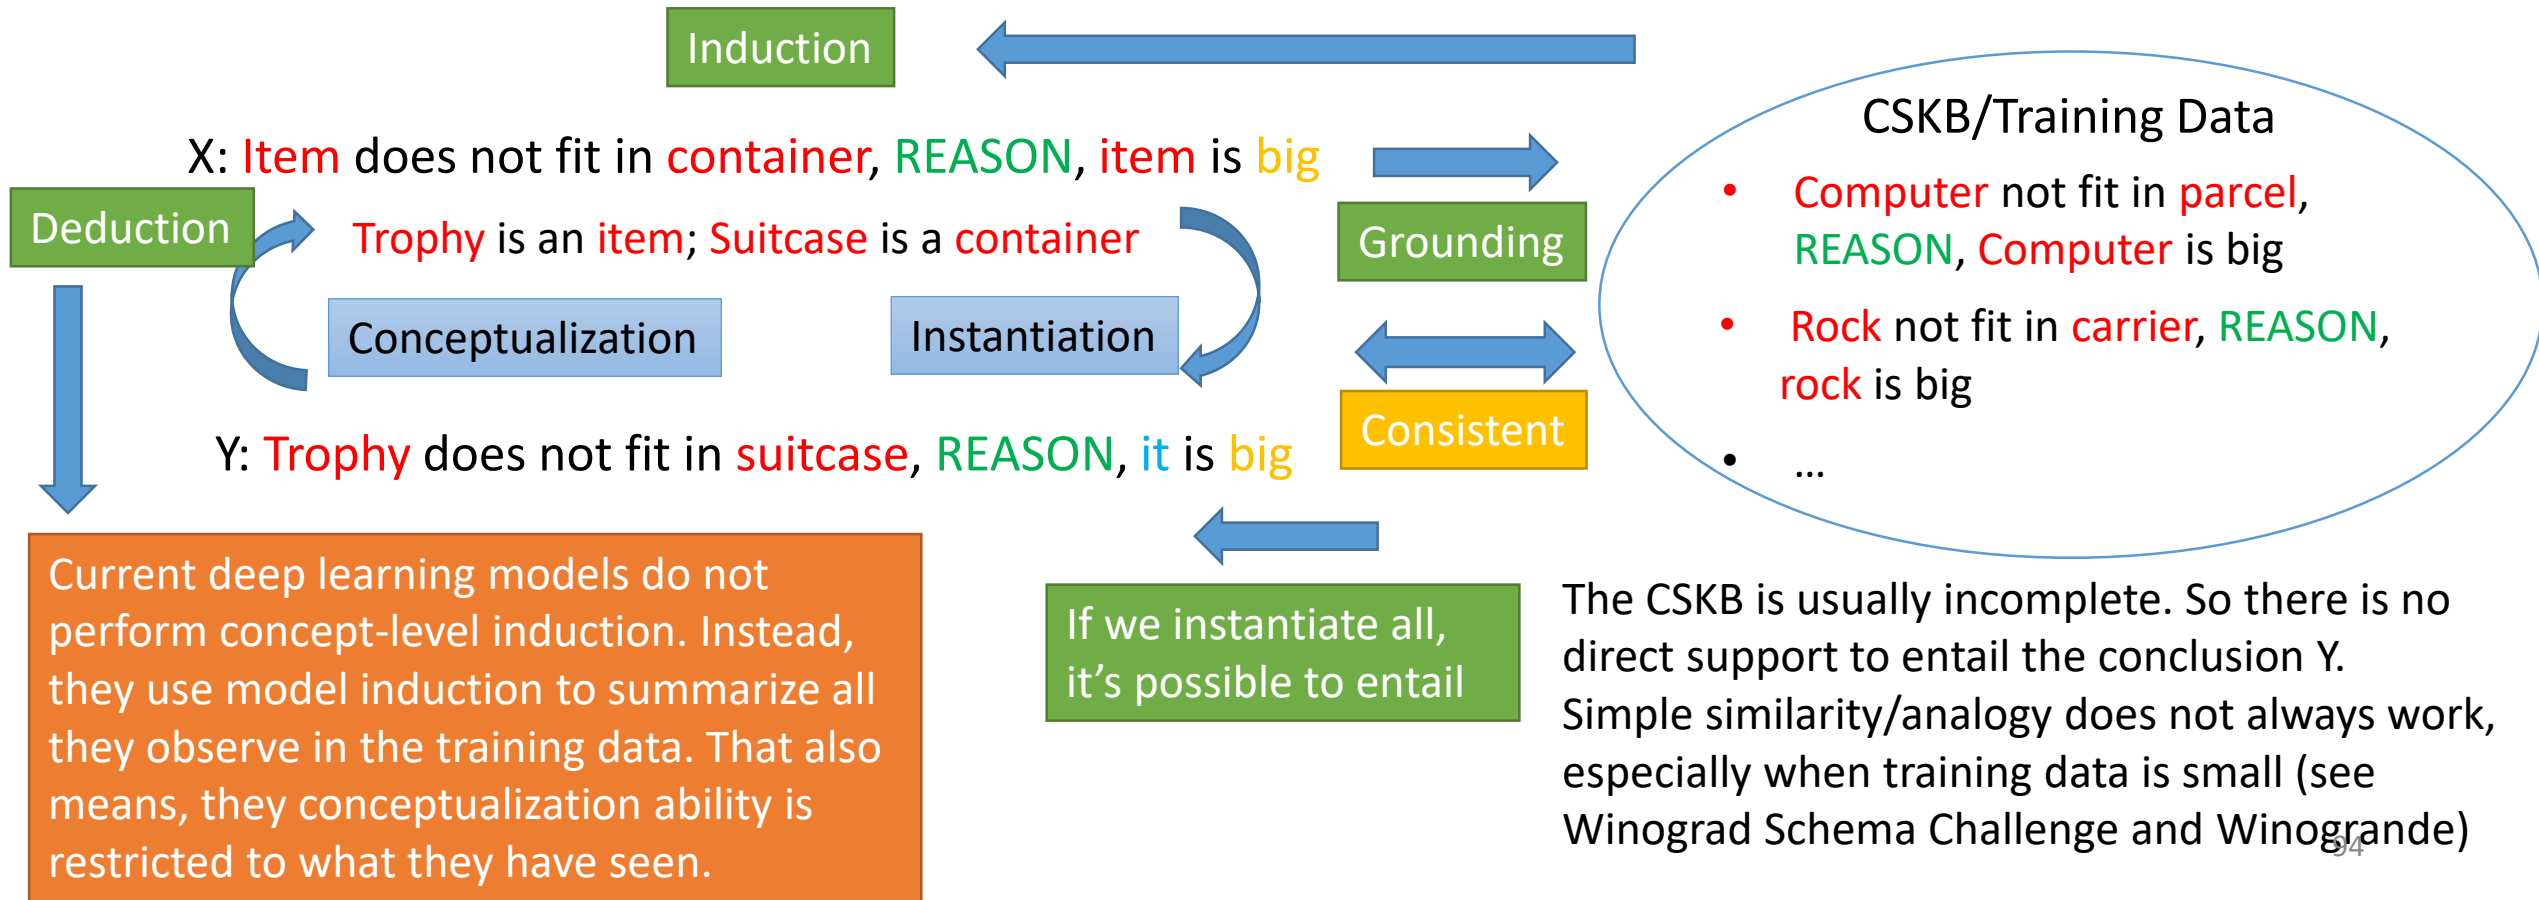 Induction
X: Item does not fit in container, REASON, item is big
Deduction
Trophy is an item; Suitcase is a container
Conceptualization
Instantiation
Y: Trophy does not fit in suitcase, REASON, it is big
Grounding
Consistent
CSKB/Training Data
• Computer not fit in parcel,
REASON, Computer is big
• Rock not fit in carrier, REASON,
rock is big
• …
Current deep learning models do not
perform concept-level induction. Instead,
they use model induction to summarize all
they observe in the training data. That also
means, they conceptualization ability is
restricted to what they have seen.
If we instantiate all,
it’s possible to entail
The CSKB is usually incomplete. So there is no
direct support to entail the conclusion Y.
Simple similarity/analogy does not always work,
especially when training data is small (see
Winograd Schema Challenge and Winogrande)
94